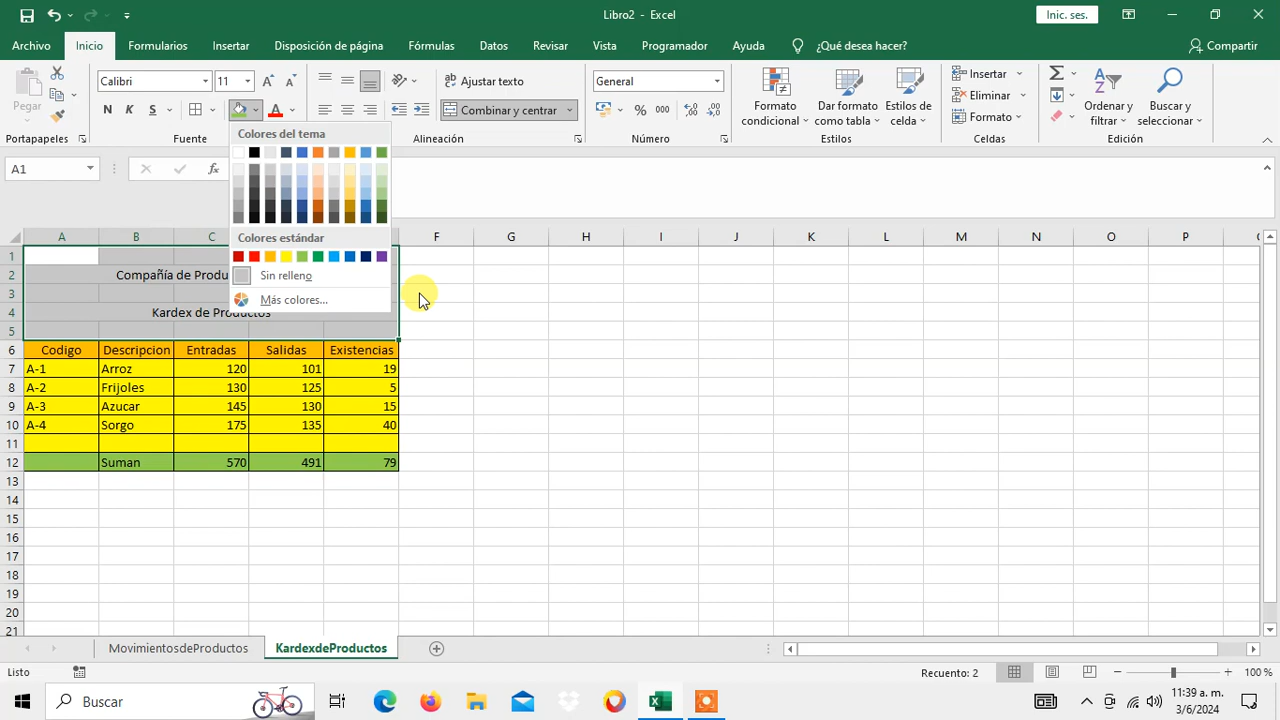 Libro2 - Excel
Inic. ses.
Archivo Inicio Formularios Insertar Disposición de página Fórmulas Datos Revisar Vista Programador Ayuda ¿Qué desea hacer? Compartir
Pegar
Calibri 11
N K S
Ajustar texto
Combinar y centrar
General
% 000
Formato condicional
Dar formato como tabla
Estilos de celda
Insertar
Eliminar
Formato
Ordenar y filtrar
Buscar y seleccionar
Portapapeles Fuente Alineación Número Estilos Celdas Edición
A1 fx
Colores del tema
Colores estándar
Sin relleno
Más colores...
A B C F G H I J K L M N O P
1
2 Compañía de Produ
3
4 Kardex de Productos
5
6 Codigo Descripcion Entradas Salidas Existencias
7 A-1 Arroz 120 101 19
8 A-2 Frijoles 130 125 5
9 A-3 Azucar 145 130 15
10 A-4 Sorgo 175 135 40
11
12 Suman 570 491 79
13
14
15
16
17
18
19
20
21
MovimientosdeProductos KardexdeProductos
Listo Recuento: 2 100 %
Buscar
11:39 a. m.
3/6/2024